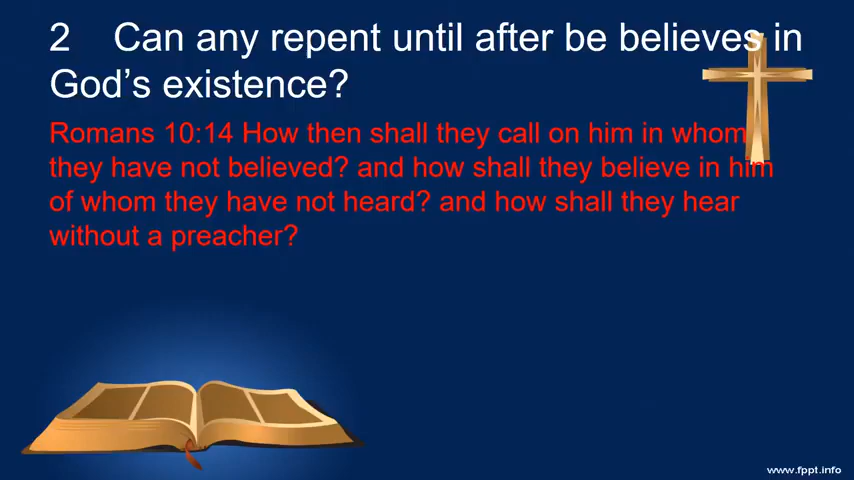 2 Can any repent until after be believes in
God's existence?
Romans 10:14 How then shall they call on him in whom
they have not believed? and how shall they believe in him
of whom they have not heard? and how shall they hear
without a preacher?
www.fppt.info